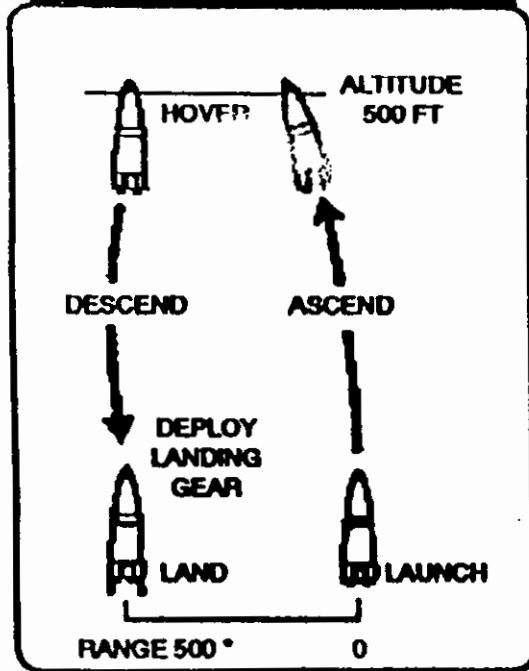 ALTITUDE
HOVER 500 FT
DESCEND ASCEND
DEPLOY
LANDING
GEAR
LAND LAUNCH
RANGE 500 * 0